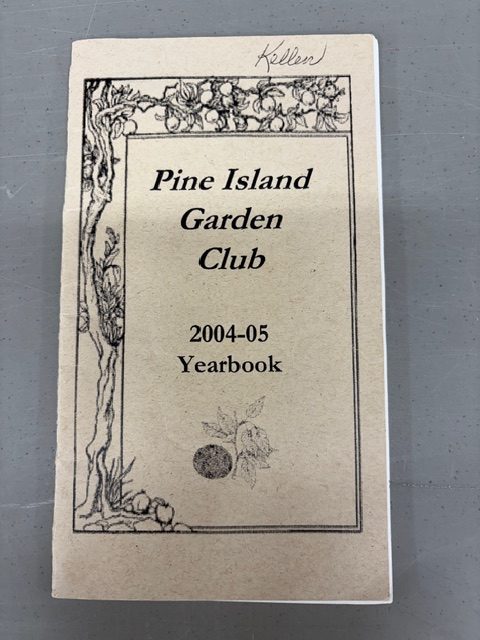 Kellen
Pine Island
Garden
Club
2004-05
Yearbook